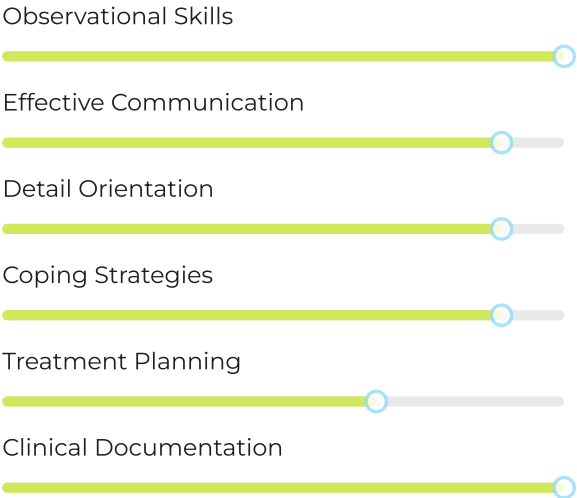 Observational Skills
Effective Communication
Detail Orientation
Coping Strategies
Treatment Planning
Clinical Documentation